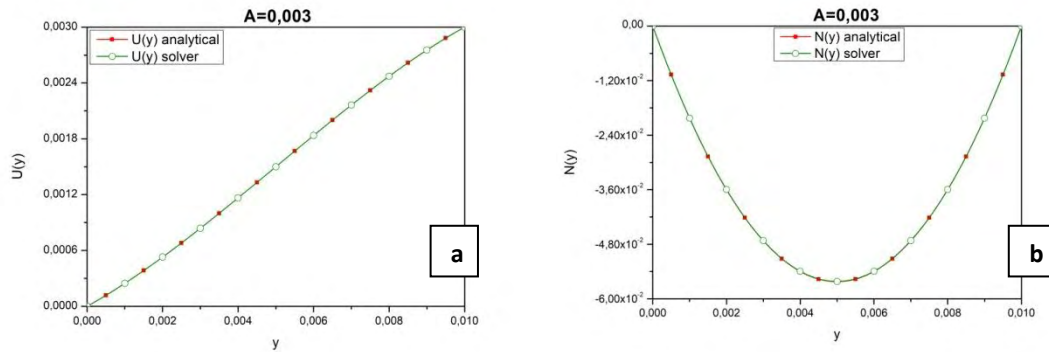 A=0,003
U(y) analytical
U(y) solver
0,0030
0,0024
0,0018
0,0012
0,0006
0,0000
U(y)
0,000
0,002
0,004
0,006
0,008
0,010
y
a
A=0,003
N(y) analytical
N(y) solver
0,00
-1,20x10-2
-2,40x10-2
-3,60x10-2
-4,80x10-2
-6,00x10-2
N(y)
0,000
0,002
0,004
0,006
0,008
0,010
y
b